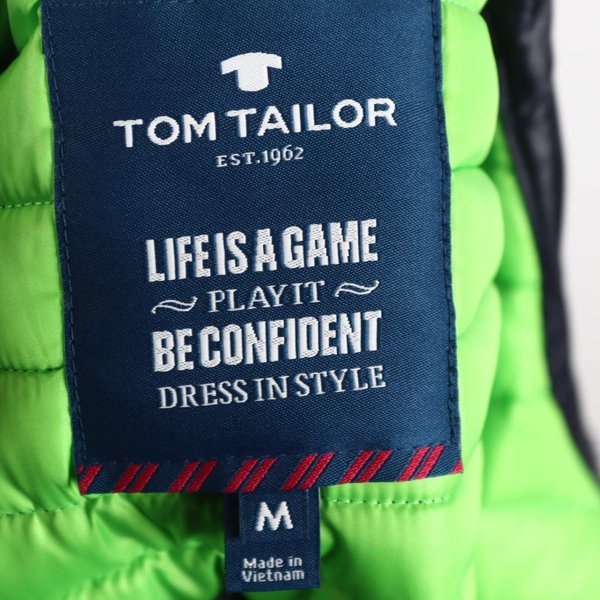 TOM TAILOR
EST.1962
LIFE IS A GAME
PLAY IT
BE CONFIDENT
DRESS IN STYLE
M
Made in
Vietnam